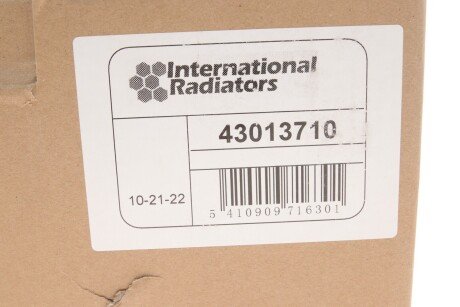 International
Radiators
43013710
10-21-22
5 410909 716301